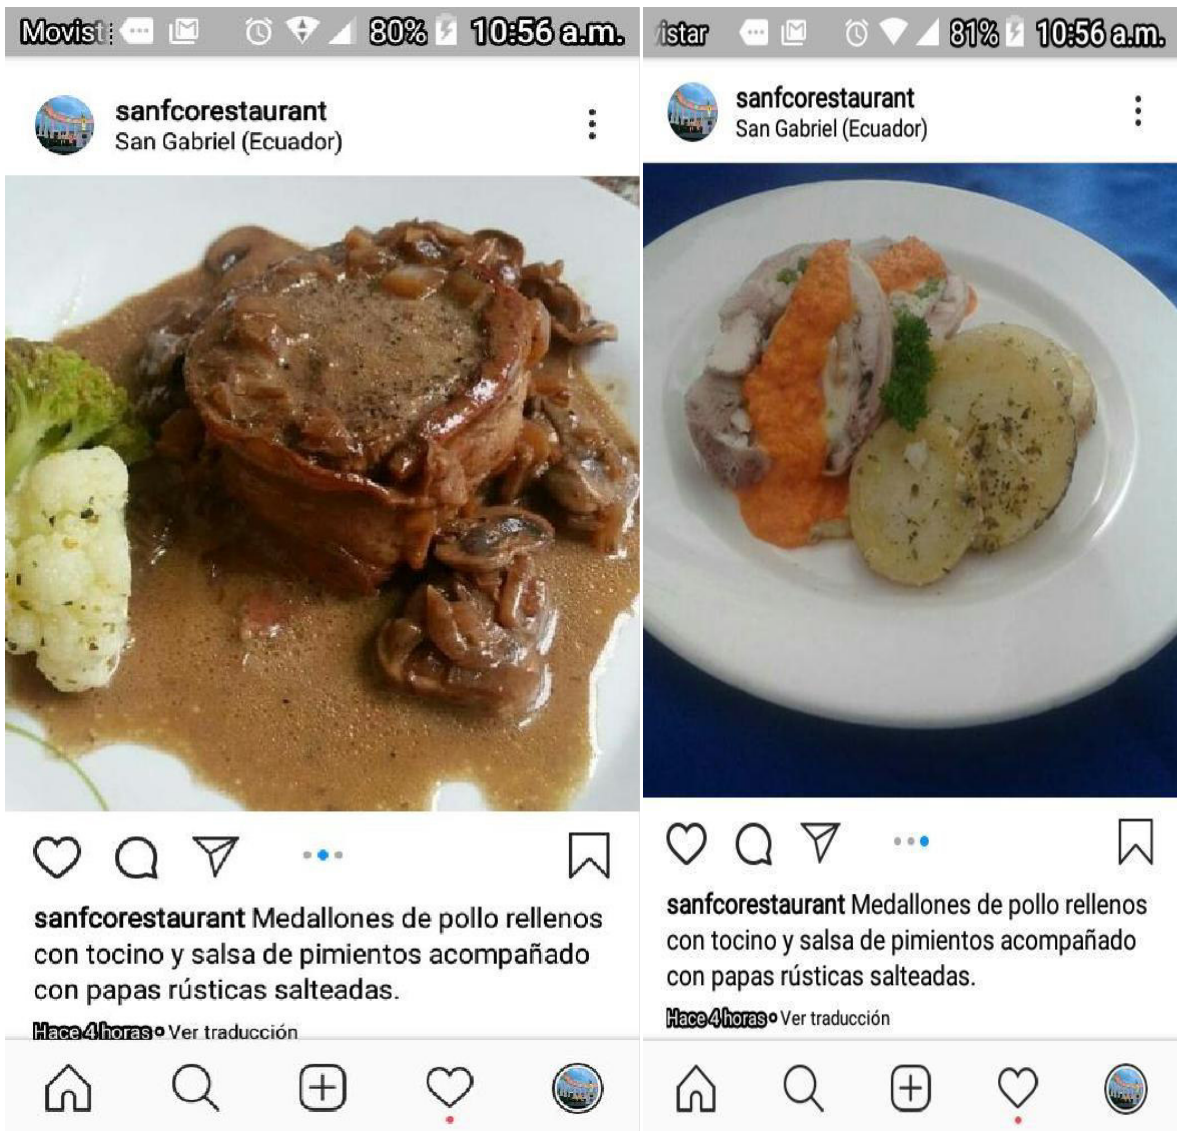 Movist
80%
10:56 a.m.
sanfcorestaurant
San Gabriel (Ecuador)
sanfcorestaurant Medallones de pollo rellenos
con tocino y salsa de pimientos acompañado
con papas rústicas salteadas.
Hace 4 horas • Ver traducción
istar
81%
10:56 a.m.
sanfcorestaurant
San Gabriel (Ecuador)
sanfcorestaurant Medallones de pollo rellenos
con tocino y salsa de pimientos acompañado
con papas rústicas salteadas.
Hace 4 horas • Ver traducción